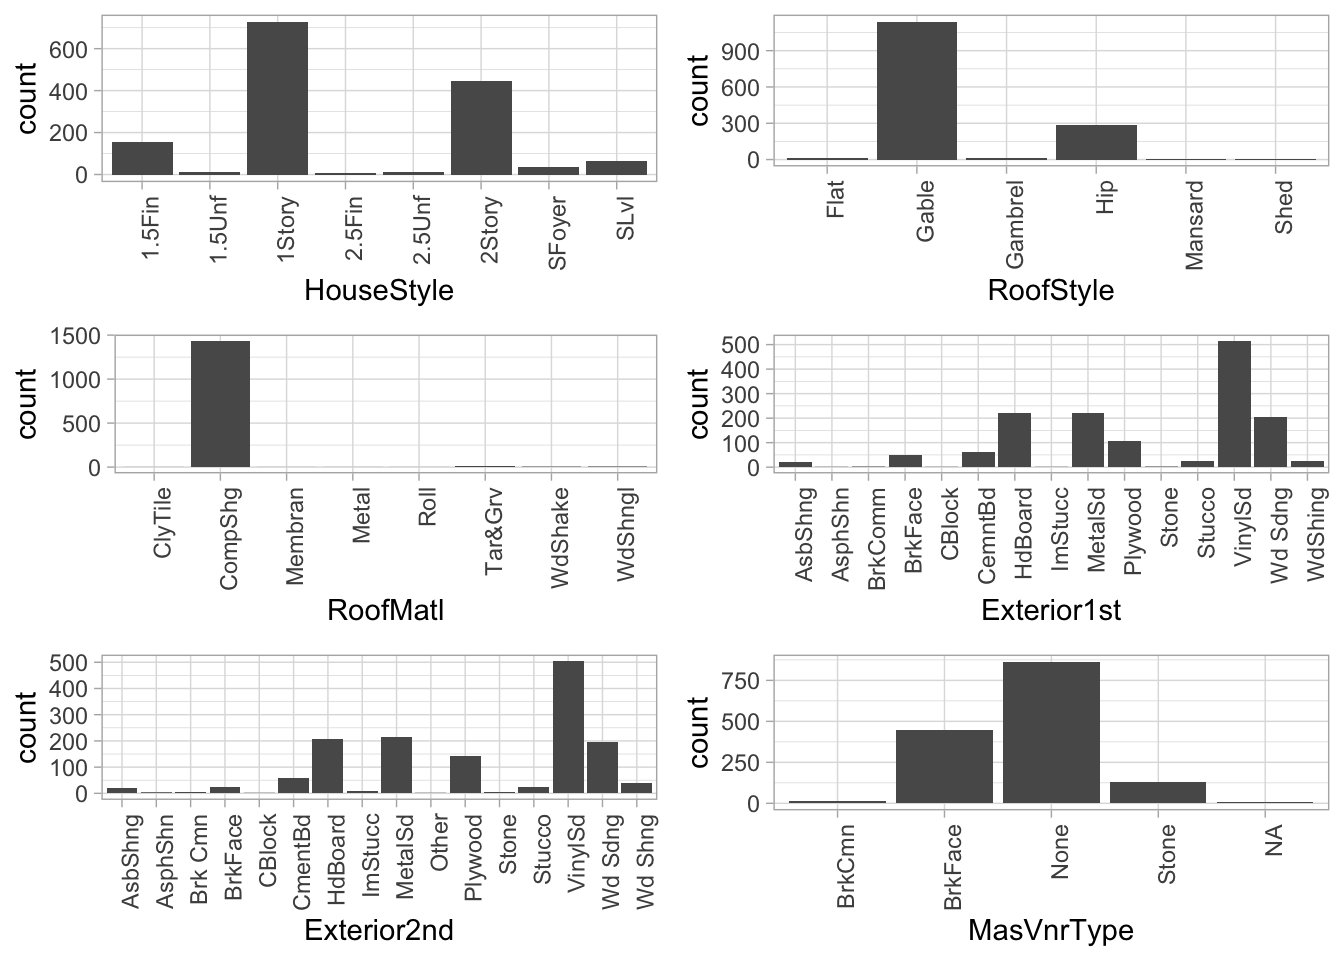 count
600
400
200
0
1.5Fin
1.5Unf
1Story
2.5Fin
2.5Unf
2Story
SFoyer
SLvl
HouseStyle
count
900
600
300
0
Flat
Gable
Gambrel
Hip
Mansard
Shed
RoofStyle
count
1500
1000
500
0
ClyTile
CompShg
Membran
Metal
Roll
Tar&Grv
WdShake
WdShngl
RoofMatl
count
500
400
300
200
100
0
AsbShng
AsphShn
BrkComm
BrkFace
CBlock
CemntBd
HdBoard
ImStucc
MetalSd
Plywood
Stone
Stucco
VinylSd
Wd Sdng
WdShing
Exterior1st
count
500
400
300
200
100
0
AsbShng
AsphShn
Brk Cmn
BrkFace
CBlock
CmentBd
HdBoard
ImStucc
MetalSd
Other
Plywood
Stone
Stucco
VinylSd
Wd Sdng
Wd Shng
Exterior2nd
count
750
500
250
0
BrkCmn
BrkFace
None
Stone
NA
MasVnrType